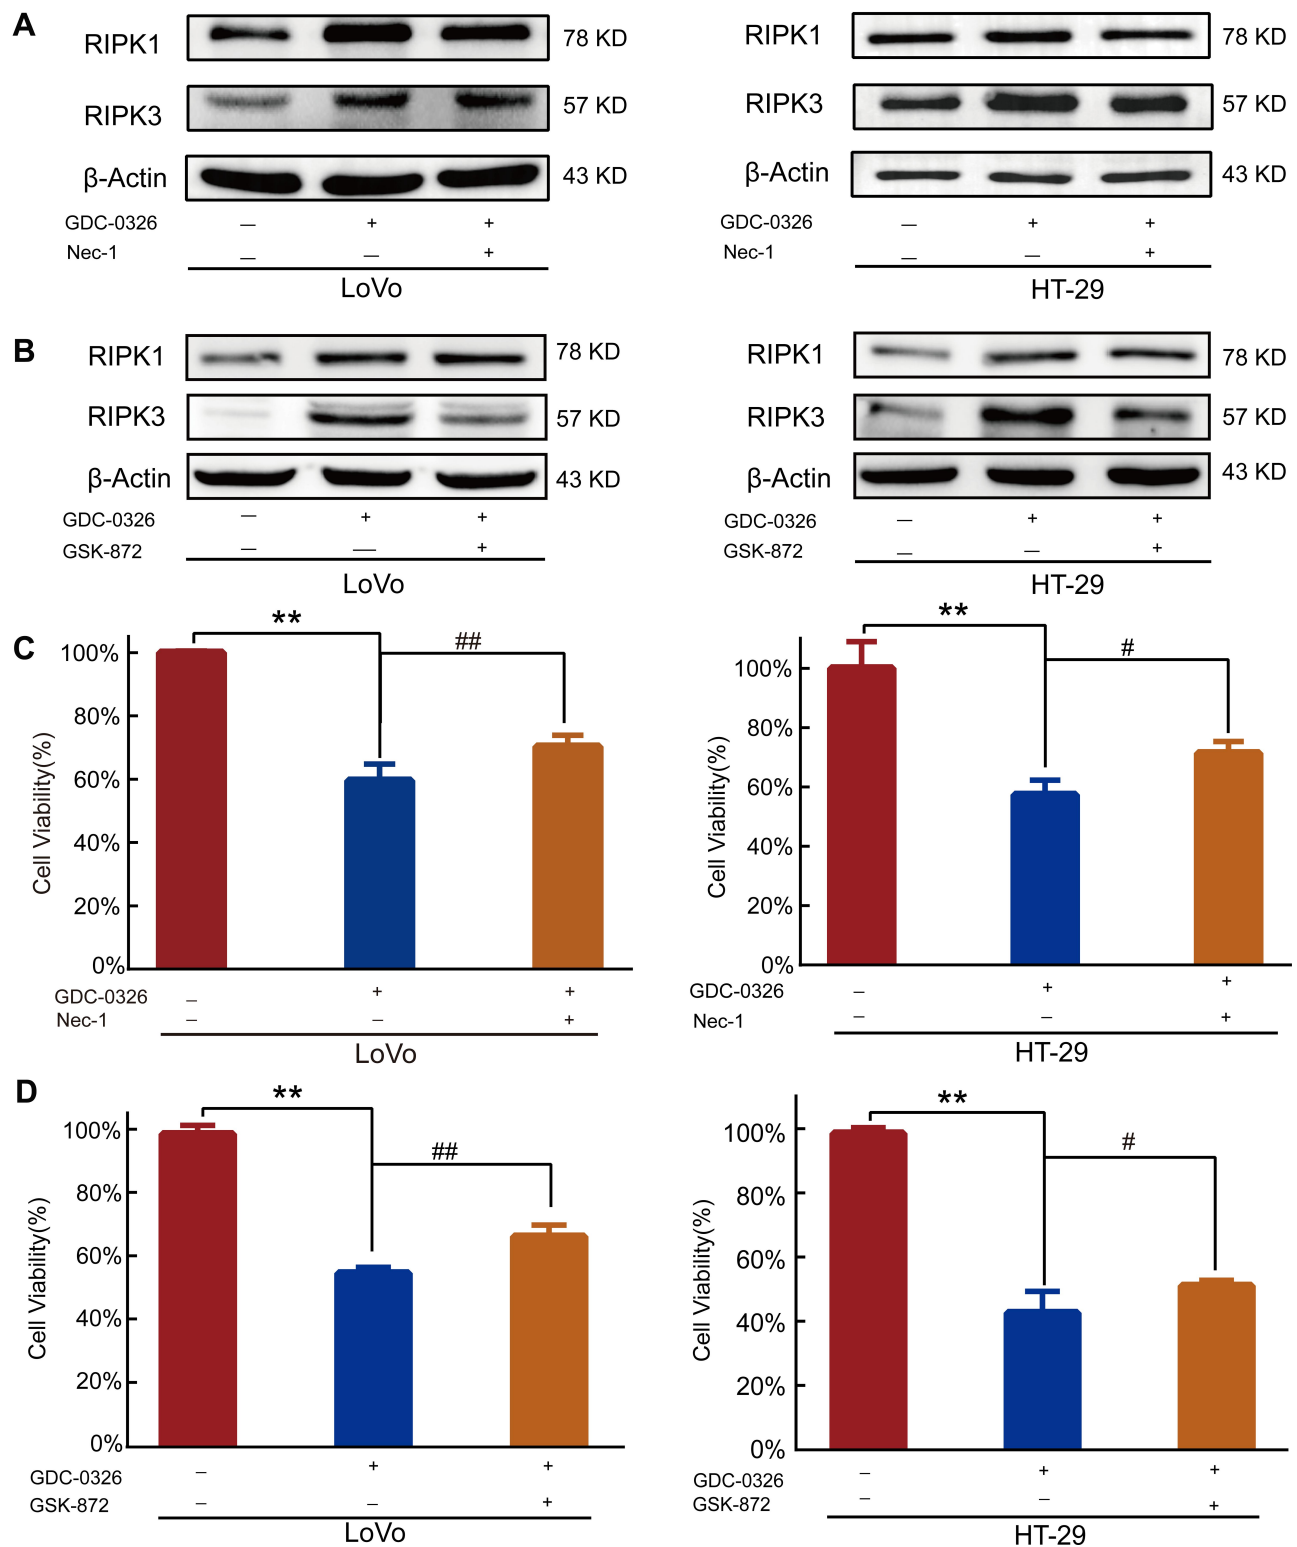 A
RIPK1 78 KD
RIPK3 57 KD
β-Actin 43 KD
GDC-0326 — + +
Nec-1 — — +
LoVo
RIPK1 78 KD
RIPK3 57 KD
β-Actin 43 KD
GDC-0326 — + +
Nec-1 — — +
HT-29
B
RIPK1 78 KD
RIPK3 57 KD
β-Actin 43 KD
GDC-0326 — + +
GSK-872 — — +
LoVo
RIPK1 78 KD
RIPK3 57 KD
β-Actin 43 KD
GDC-0326 — + +
GSK-872 — — +
HT-29
C
**
##
Cell Viability(%)
100%
80%
60%
40%
20%
0%
GDC-0326 – + +
Nec-1 – – +
LoVo
**
#
Cell Viability(%)
100%
80%
60%
40%
20%
0%
GDC-0326 – + +
Nec-1 – – +
HT-29
D
**
##
Cell Viability(%)
100%
80%
60%
40%
20%
0%
GDC-0326 – + +
GSK-872 – – +
LoVo
**
#
Cell Viability(%)
100%
80%
60%
40%
20%
0%
GDC-0326 – + +
GSK-872 – – +
HT-29